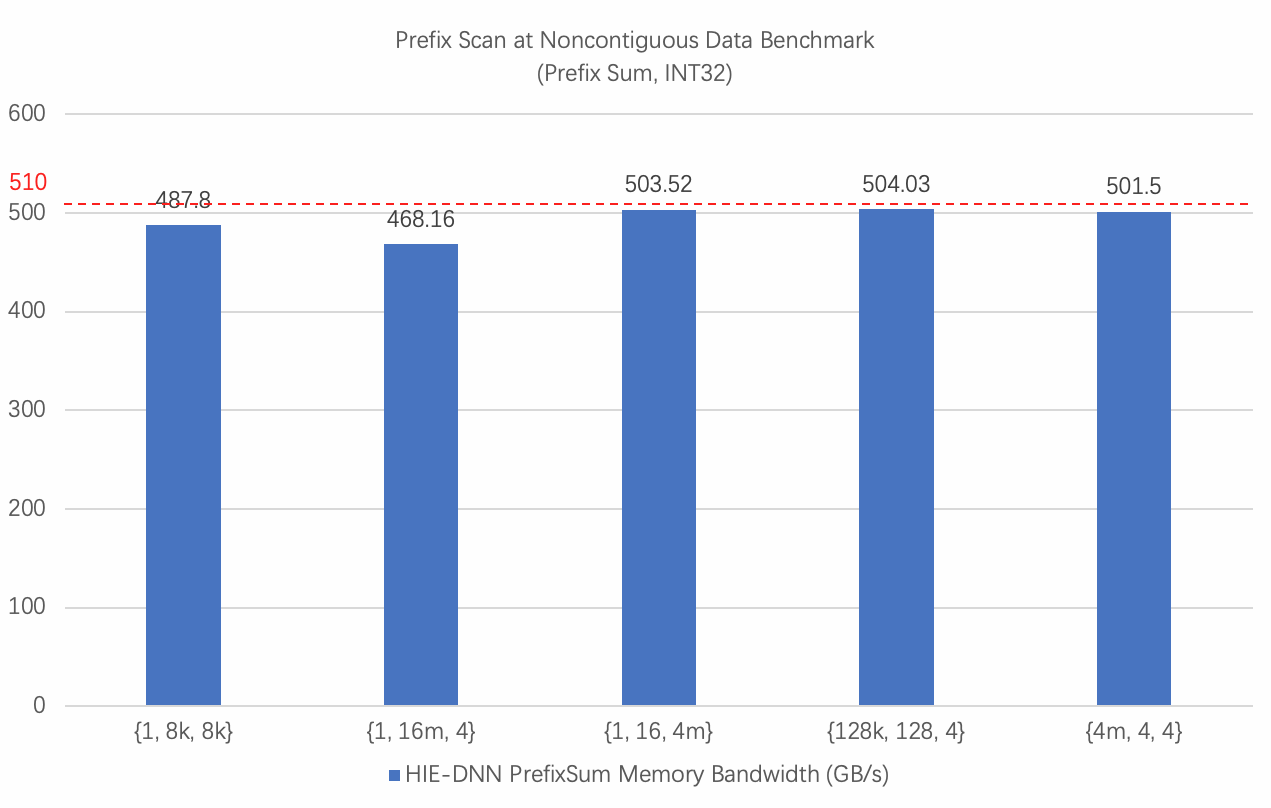 Prefix Scan at Noncontiguous Data Benchmark
(Prefix Sum, INT32)
600
510
500
400
300
200
100
0
487.8
468.16
503.52
504.03
501.5
{1, 8k, 8k}
{1, 16m, 4}
{1, 16, 4m}
{128k, 128, 4}
{4m, 4, 4}
HIE-DNN PrefixSum Memory Bandwidth (GB/s)